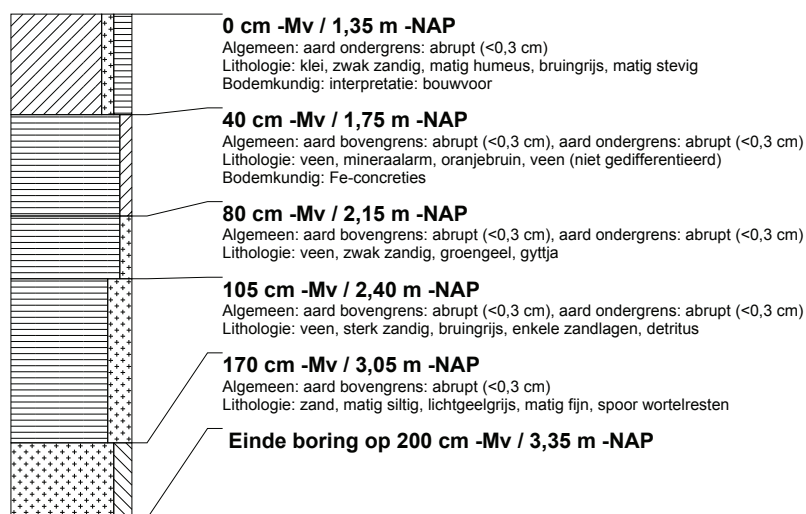 0 cm -Mv / 1,35 m -NAP
Algemeen: aard ondergrens: abrupt (<0,3 cm)
Lithologie: klei, zwak zandig, matig humeus, bruingrijs, matig stevig
Bodemkundig: interpretatie: bouwvoor
40 cm -Mv / 1,75 m -NAP
Algemeen: aard bovengrens: abrupt (<0,3 cm), aard ondergrens: abrupt (<0,3 cm)
Lithologie: veen, mineraalarm, oranjebruin, veen (niet gedifferentieerd)
Bodemkundig: Fe-concreties
80 cm -Mv / 2,15 m -NAP
Algemeen: aard bovengrens: abrupt (<0,3 cm), aard ondergrens: abrupt (<0,3 cm)
Lithologie: veen, zwak zandig, groengeel, gyttja
105 cm -Mv / 2,40 m -NAP
Algemeen: aard bovengrens: abrupt (<0,3 cm), aard ondergrens: abrupt (<0,3 cm)
Lithologie: veen, sterk zandig, bruingrijs, enkele zandlagen, detritus
170 cm -Mv / 3,05 m -NAP
Algemeen: aard bovengrens: abrupt (<0,3 cm)
Lithologie: zand, matig siltig, lichtgeelgrijs, matig fijn, spoor wortelresten
Einde boring op 200 cm -Mv / 3,35 m -NAP